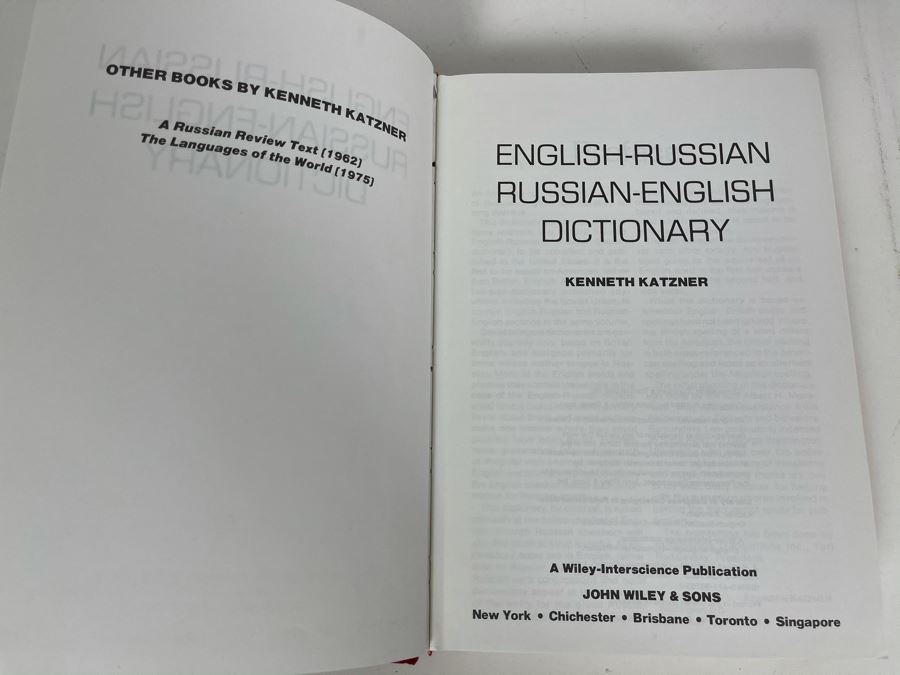 OTHER BOOKS BY KENNETH KATZNER
A Russian Review Text (1962)
The Languages of the World (1975)
ENGLISH-RUSSIAN
RUSSIAN-ENGLISH
DICTIONARY
KENNETH KATZNER
A Wiley-Interscience Publication
JOHN WILEY & SONS
New York • Chichester • Brisbane • Toronto • Singapore